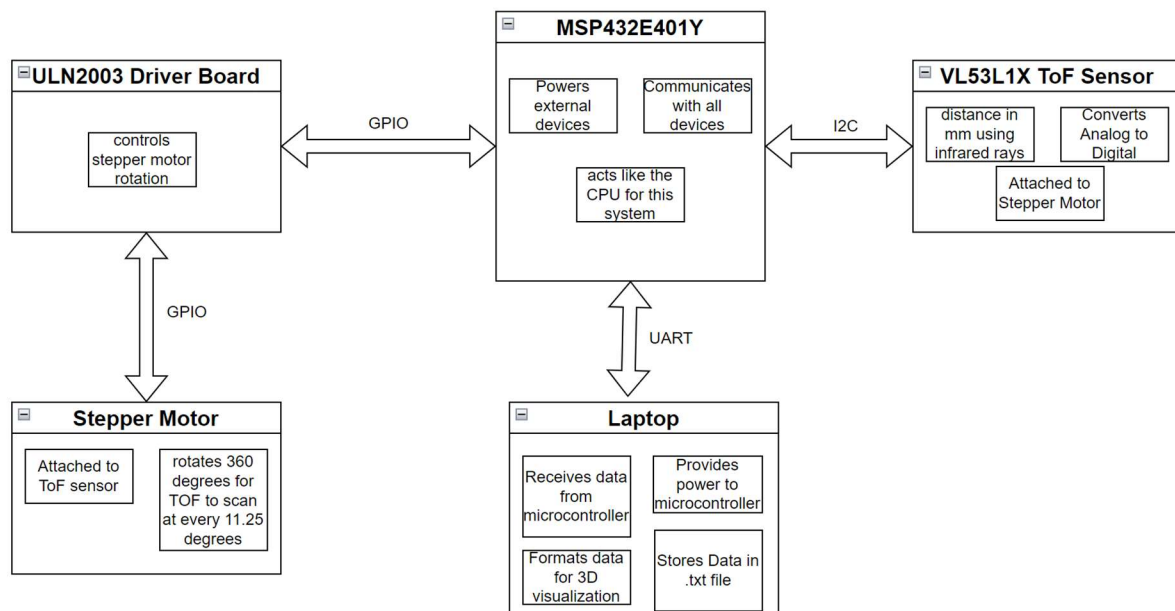 MSP432E401Y
Powers
external
devices
Communicates
with all
devices
acts like the
CPU for this
system
ULN2003 Driver Board
controls
stepper motor
rotation
GPIO
I2C
VL53L1X ToF Sensor
distance in
mm using
infrared rays
Converts
Analog to
Digital
Attached to
Stepper Motor
GPIO
UART
Stepper Motor
Attached to
ToF sensor
rotates 360
degrees for
TOF to scan
at every 11.25
degrees
Laptop
Receives data
from
microcontroller
Provides
power to
microcontroller
Formats data
for 3D
visualization
Stores Data in
.txt file